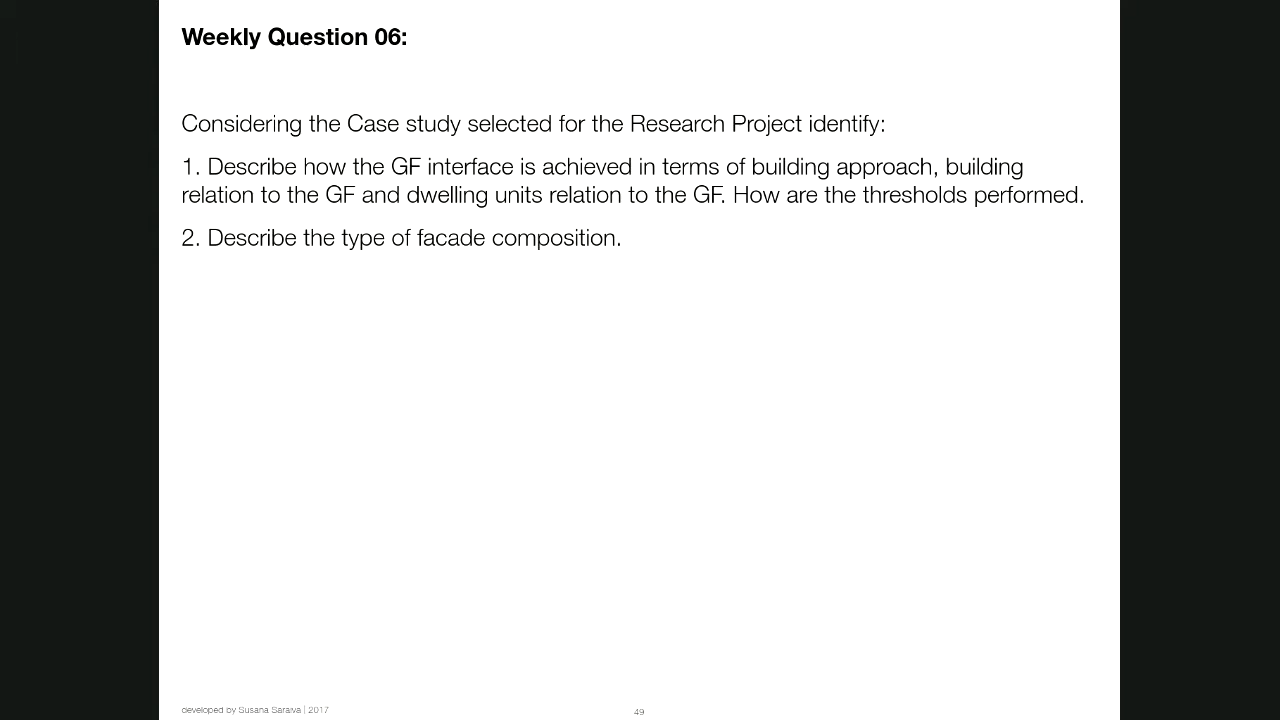 Weekly Question 06:
Considering the Case study selected for the Research Project identify:
1. Describe how the GF interface is achieved in terms of building approach, building
relation to the GF and dwelling units relation to the GF. How are the thresholds performed.
2. Describe the type of facade composition.
developed by Susana Saraiva | 2017
49